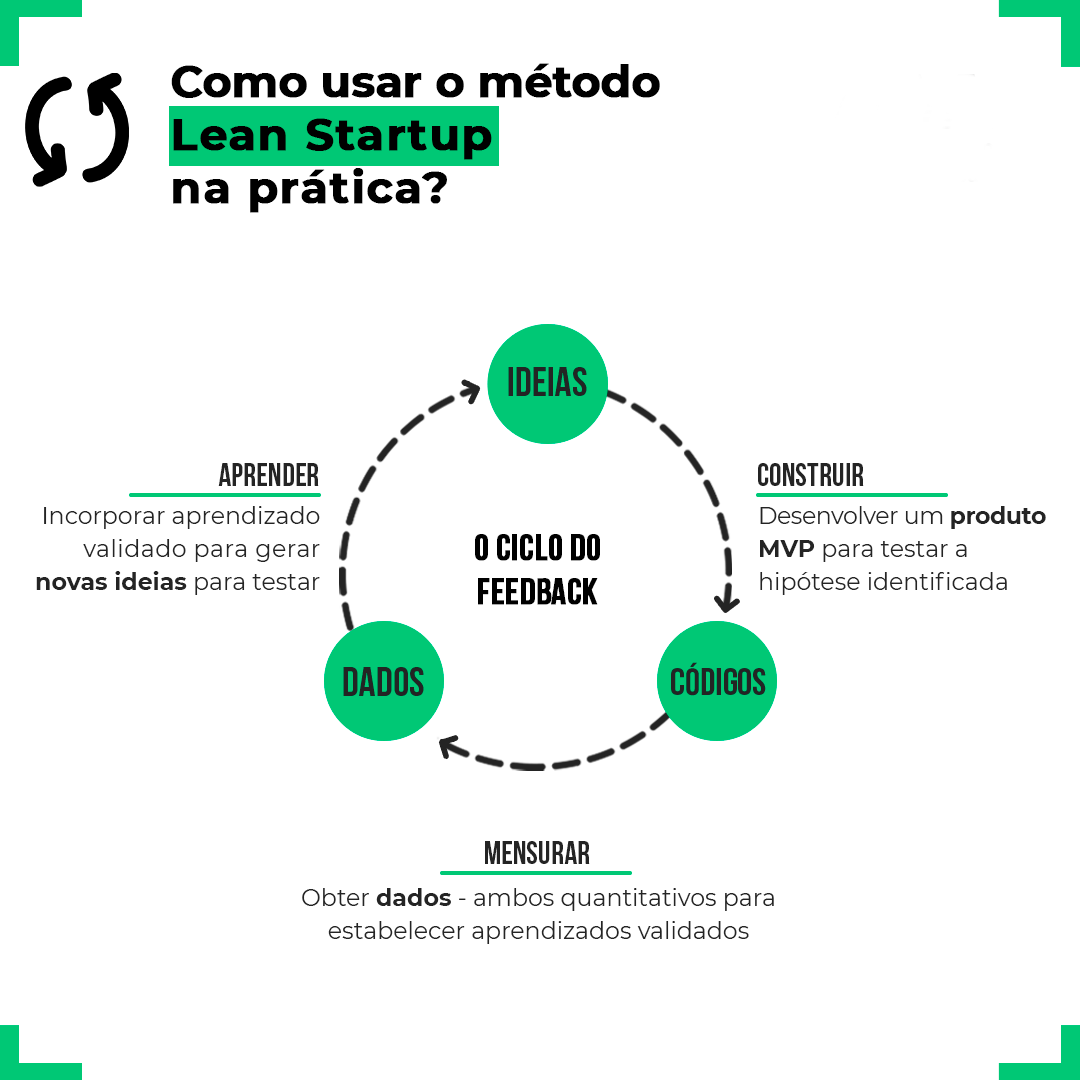 Como usar o método
Lean Startup
na prática?
IDEIAS
APRENDER
Incorporar aprendizado
validado para gerar
novas ideias para testar
CONSTRUIR
Desenvolver um produto
MVP para testar a
hipótese identificada
O CICLO DO
FEEDBACK
DADOS
CÓDIGOS
MENSURAR
Obter dados - ambos quantitativos para
estabelecer aprendizados validados